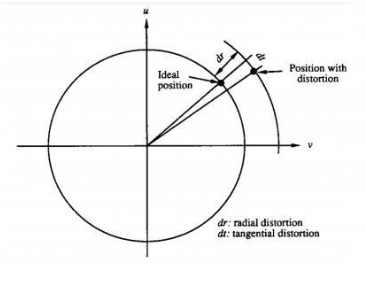 u
dr
dt
Ideal
position
Position with
distortion
v
dr: radial distortion
dt: tangential distortion